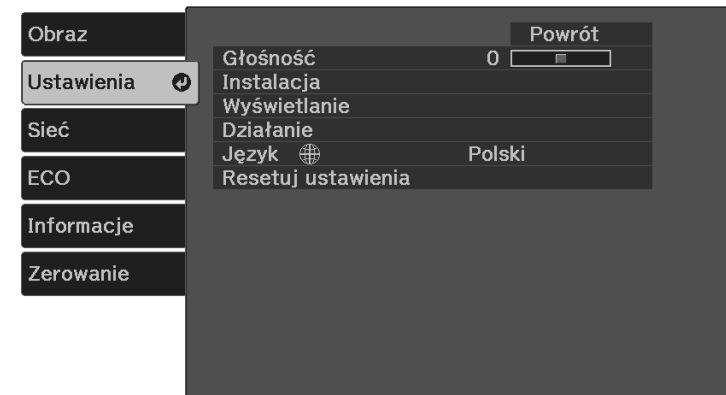 Obraz
Ustawienia
Sieć
ECO
Informacje
Zerowanie
Powrót
Głośność 0
Instalacja
Wyświetlanie
Działanie
Język Polski
Resetuj ustawienia